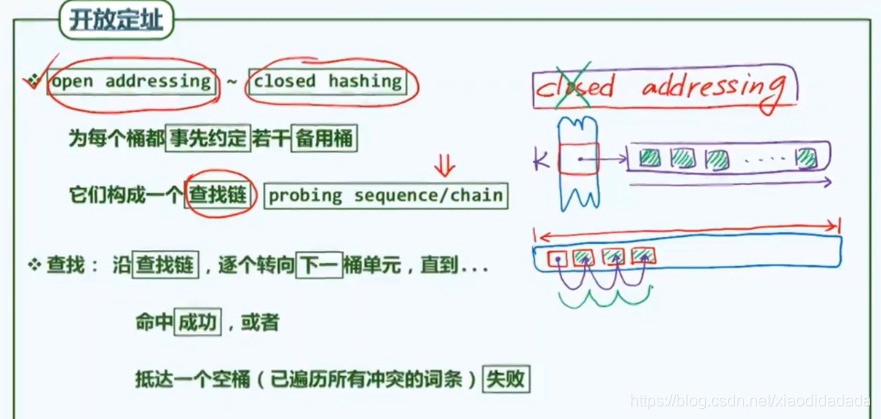 开放定址
open addressing ~ closed hashing
为每个桶都事先约定若干备用桶
它们构成一个查找链 probing sequence/chain
查找： 沿查找链，逐个转向下一桶单元，直到...
命中成功，或者
抵达一个空桶（已遍历所有冲突的词条）失败
closed addressing
K
https://blog.csdn.net/xiaodidadada